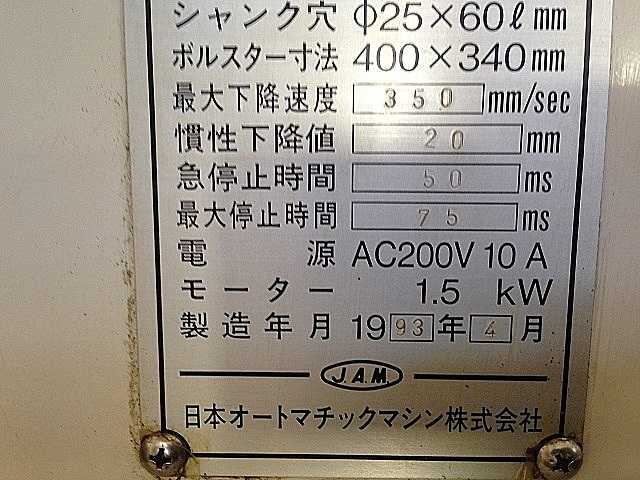 シャンク穴 Φ25×60ℓmm
ボルスター寸法 400×340mm
最大下降速度 350 mm/sec
慣性下降値 20 mm
急停止時間 50 ms
最大停止時間 75 ms
電源 AC200V 10A
モーター 1.5 kW
製造年月 1993年4月
J.A.M.
日本オートマチックマシン株式会社